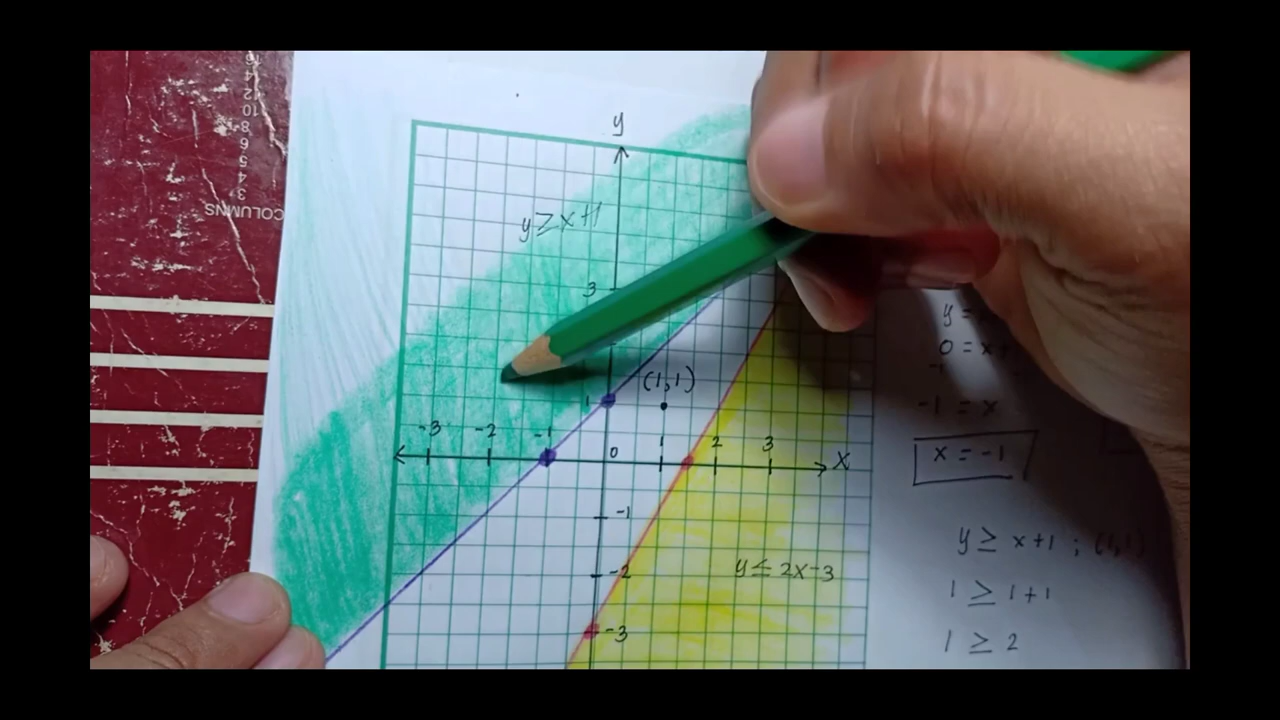 16
14
12
10
8
6
5
4
3
COLUMNS
y
y ≥ x+1
3
1
(1,1)
-3 -2 -1 0 1 2 3 X
-1
-2
-3
y ≤ 2x-3
y =
0 = x+
-1
-1 = x
x = -1
y ≥ x+1 ; (1,1)
1 ≥ 1+1
1 ≥ 2